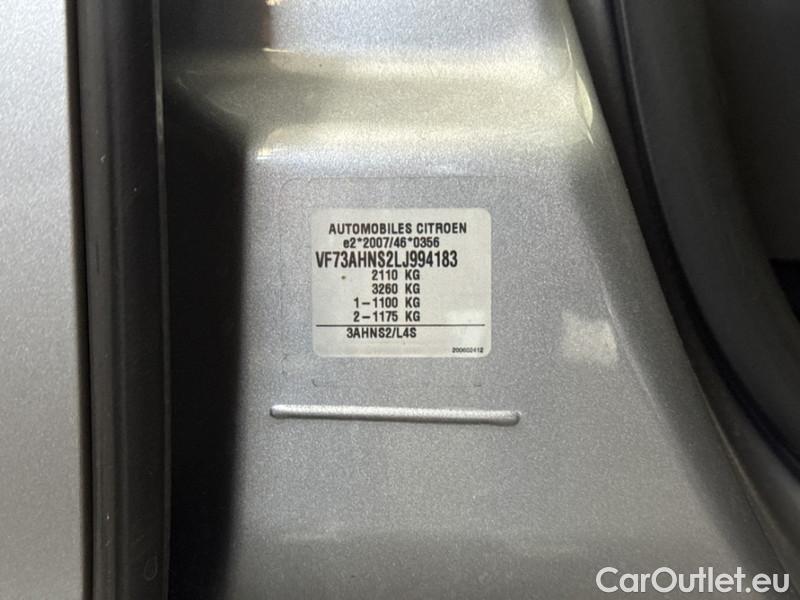 AUTOMOBILES CITROEN
e2*2007/46*0356
VF73AHNS2LJ994183
2110 KG
3260 KG
1-1100 KG
2-1175 KG
3AHNS2/L4S
200602412
CarOutlet.eu